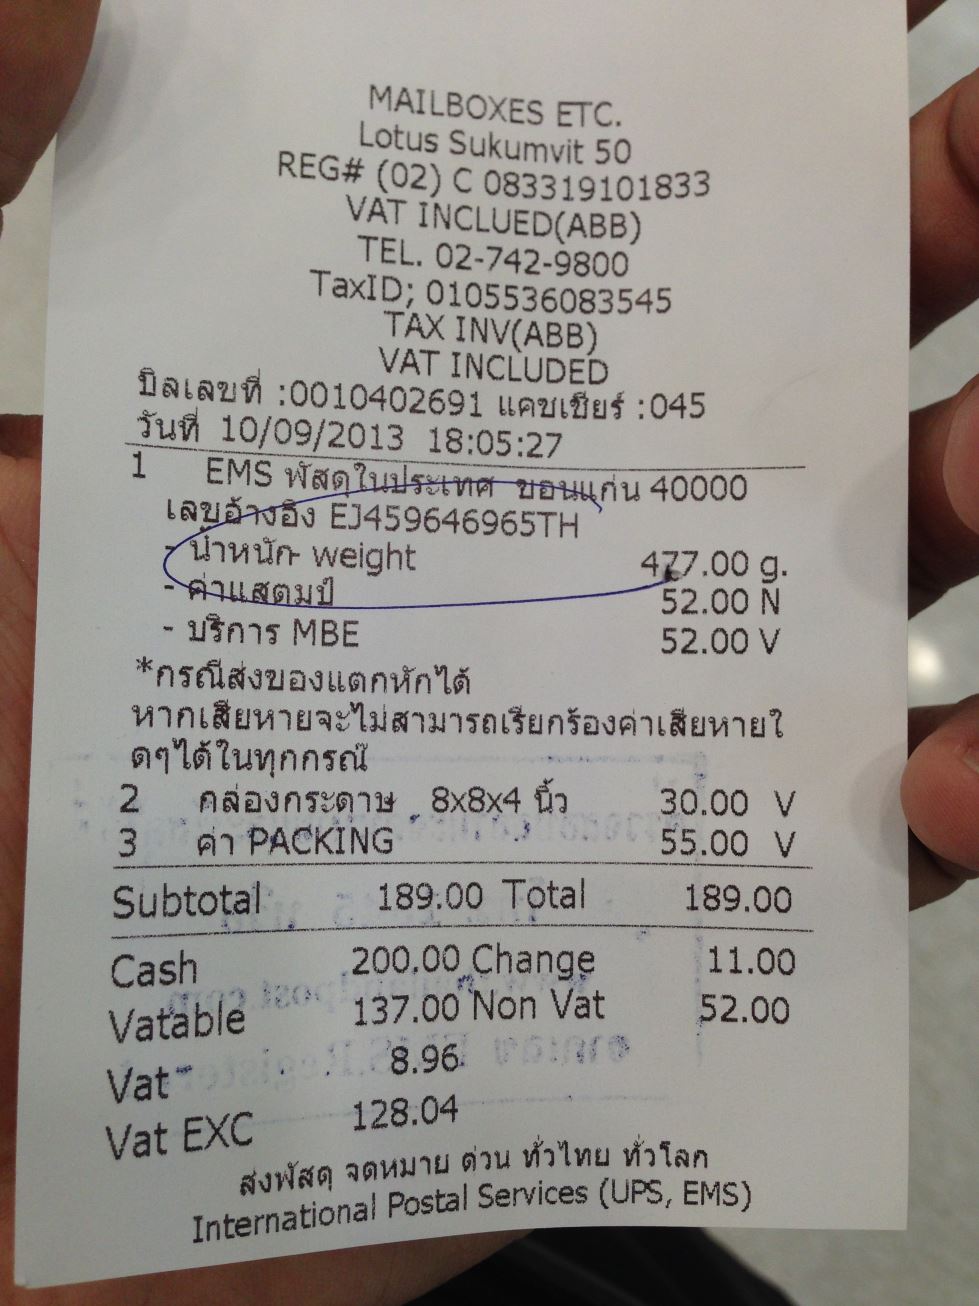 MAILBOXES ETC.
Lotus Sukumvit 50
REG# (02) C 083319101833
VAT INCLUED(ABB)
TEL. 02-742-9800
TaxID; 0105536083545
TAX INV(ABB)
VAT INCLUDED
บิลเลขที่ :0010402691 แคชเชียร์ :045
วันที่ 10/09/2013 18:05:27
1 EMS พัสดุในประเทศ ขอนแก่น 40000
เลขอ้างอิง EJ459646965TH
- น้ำหนัก- weight 477.00 g.
- ค่าแสตมป์ 52.00 N
- บริการ MBE 52.00 V
*กรณีส่งของแตกหักได้
หากเสียหายจะไม่สามารถเรียกร้องค่าเสียหายใ
ดๆได้ในทุกกรณี
2 กล่องกระดาษ 8x8x4 นิ้ว 30.00 V
3 ค่า PACKING 55.00 V
Subtotal 189.00 Total 189.00
Cash 200.00 Change 11.00
Vatable 137.00 Non Vat 52.00
Vat 8.96
Vat EXC 128.04
ส่งพัสดุ จดหมาย ด่วน ทั่วไทย ทั่วโลก
International Postal Services (UPS, EMS)